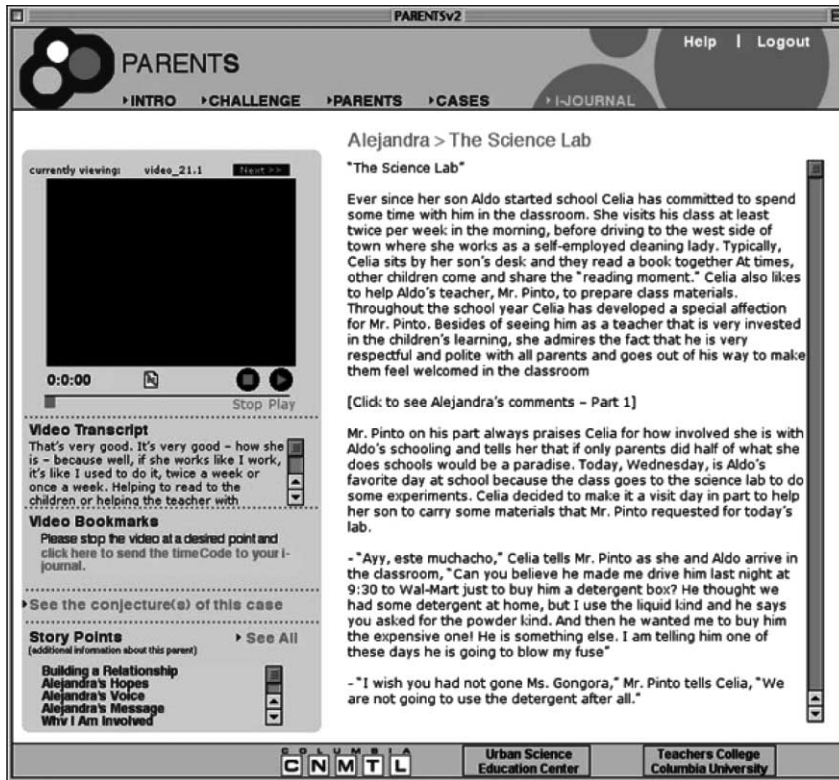 PARENTSv2
Help | Logout
PARENTS
INTRO CHALLENGE PARENTS CASES I-JOURNAL
Alejandra > The Science Lab
currently viewing: video_21.1 Next >>
0:0:00
Stop Play
Video Transcript
That's very good. It's very good – how she
is – because well, if she works like I work,
it's like I used to do it, twice a week or
once a week. Helping to read to the
children or helping the teacher with
Video Bookmarks
Please stop the video at a desired point and
click here to send the timeCode to your i-
journal.
See the conjecture(s) of this case
Story Points See All
(additional information about this parent)
Building a Relationship
Alejandra's Hopes
Alejandra's Voice
Alejandra's Message
Why I Am Involved
"The Science Lab"
Ever since her son Aldo started school Celia has committed to spend
some time with him in the classroom. She visits his class at least
twice per week in the morning, before driving to the west side of
town where she works as a self-employed cleaning lady. Typically,
Celia sits by her son's desk and they read a book together At times,
other children come and share the "reading moment." Celia also likes
to help Aldo's teacher, Mr. Pinto, to prepare class materials.
Throughout the school year Celia has developed a special affection
for Mr. Pinto. Besides of seeing him as a teacher that is very invested
in the children's learning, she admires the fact that he is very
respectful and polite with all parents and goes out of his way to make
them feel welcomed in the classroom
[Click to see Alejandra's comments – Part 1]
Mr. Pinto on his part always praises Celia for how involved she is with
Aldo's schooling and tells her that if only parents did half of what she
does schools would be a paradise. Today, Wednesday, is Aldo's
favorite day at school because the class goes to the science lab to do
some experiments. Celia decided to make it a visit day in part to help
her son to carry some materials that Mr. Pinto requested for today's
lab.
- "Ayy, este muchacho," Celia tells Mr. Pinto as she and Aldo arrive in
the classroom, "Can you believe he made me drive him last night at
9:30 to Wal-Mart just to buy him a detergent box? He thought we
had some detergent at home, but I use the liquid kind and he says
you asked for the powder kind. And then he wanted me to buy him
the expensive one! He is something else. I am telling him one of
these days he is going to blow my fuse"
- "I wish you had not gone Ms. Gongora," Mr. Pinto tells Celia, "We
are not going to use the detergent after all."
COLUMBIA
CNMTL
Urban Science
Education Center
Teachers College
Columbia University